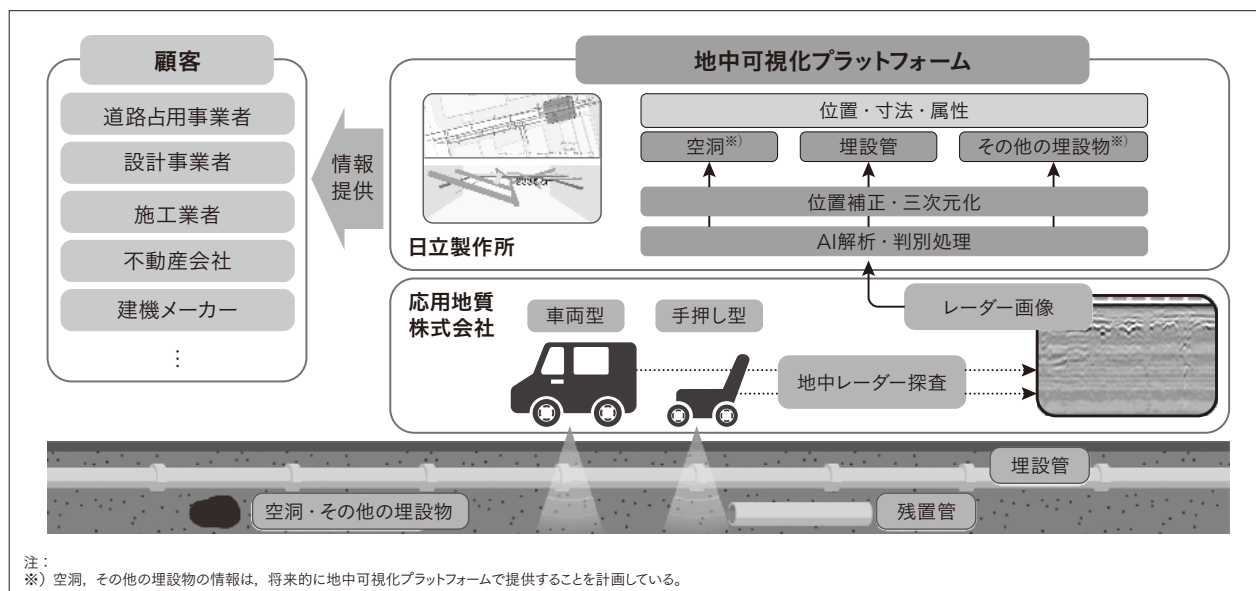 顧客
道路占用事業者
設計事業者
施工業者
不動産会社
建機メーカー
⋮
情報
提供
地中可視化プラットフォーム
位置・寸法・属性
空洞※)
埋設管
その他の埋設物※)
位置補正・三次元化
AI解析・判別処理
日立製作所
応用地質
株式会社
車両型
手押し型
レーダー画像
地中レーダー探査
埋設管
空洞・その他の埋設物
残置管
注：
※）空洞，その他の埋設物の情報は，将来的に地中可視化プラットフォームで提供することを計画している。